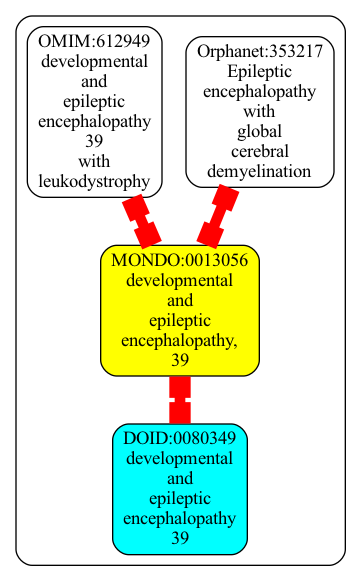 OMIM:612949
developmental
and
epileptic
encephalopathy
39
with
leukodystrophy
Orphanet:353217
Epileptic
encephalopathy
with
global
cerebral
demyelination
MONDO:0013056
developmental
and
epileptic
encephalopathy,
39
DOID:0080349
developmental
and
epileptic
encephalopathy
39